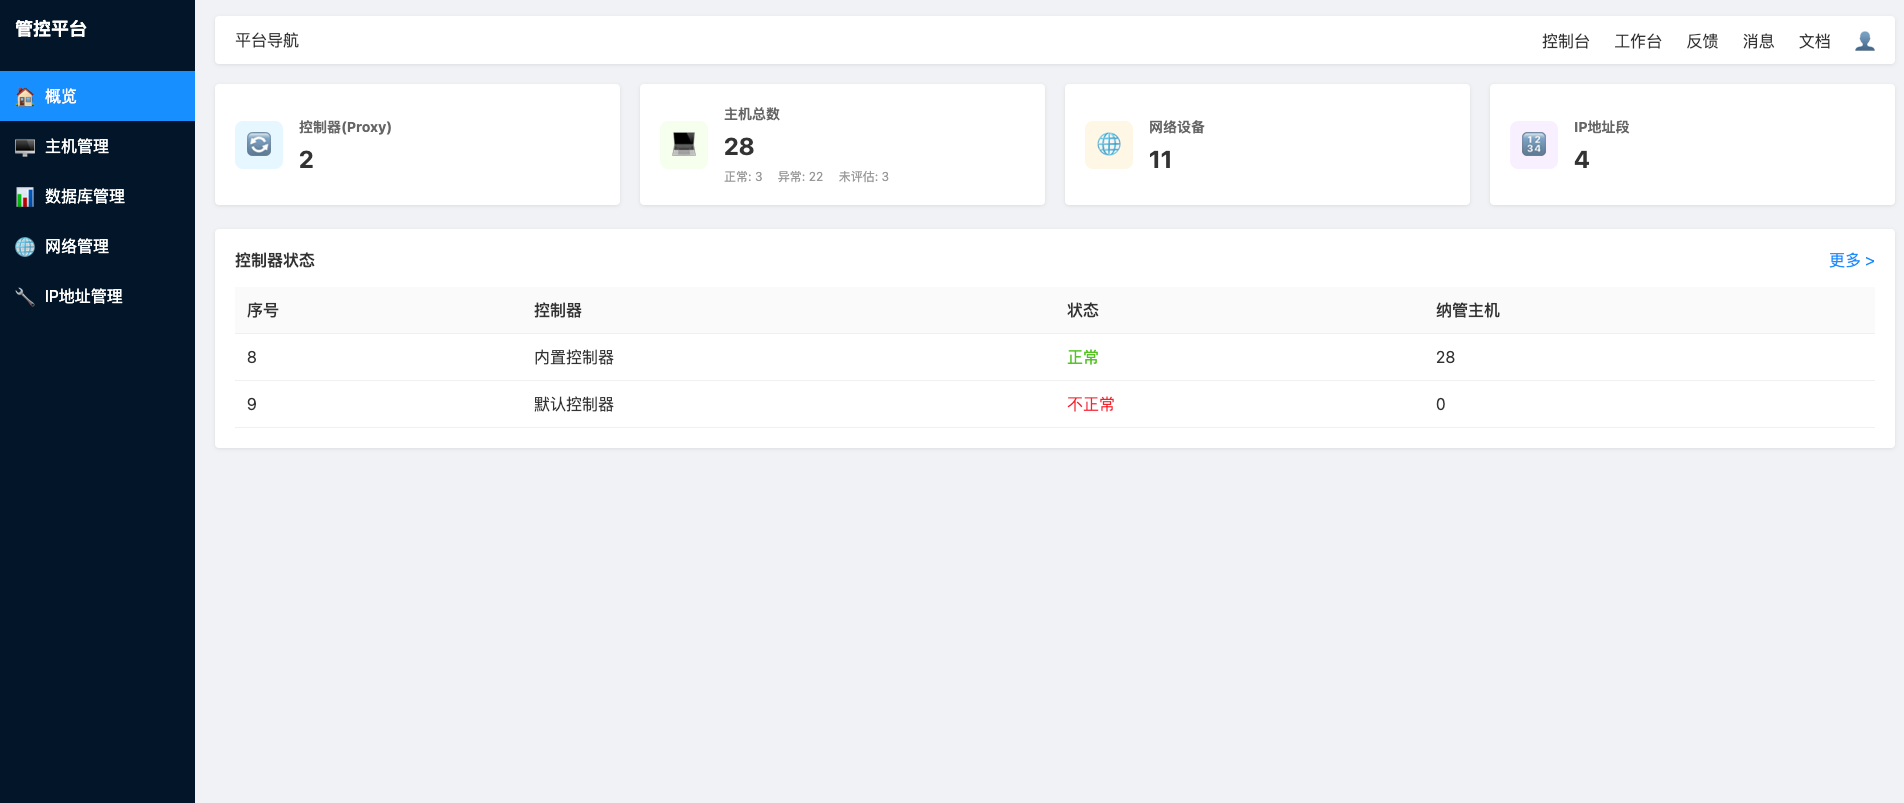 管控平台
概览
主机管理
数据库管理
网络管理
IP地址管理
平台导航
控制台 工作台 反馈 消息 文档
控制器(Proxy)
2
主机总数
28
正常: 3 异常: 22 未评估: 3
网络设备
11
IP地址段
4
控制器状态 更多 >
序号 控制器 状态 纳管主机
8 内置控制器 正常 28
9 默认控制器 不正常 0